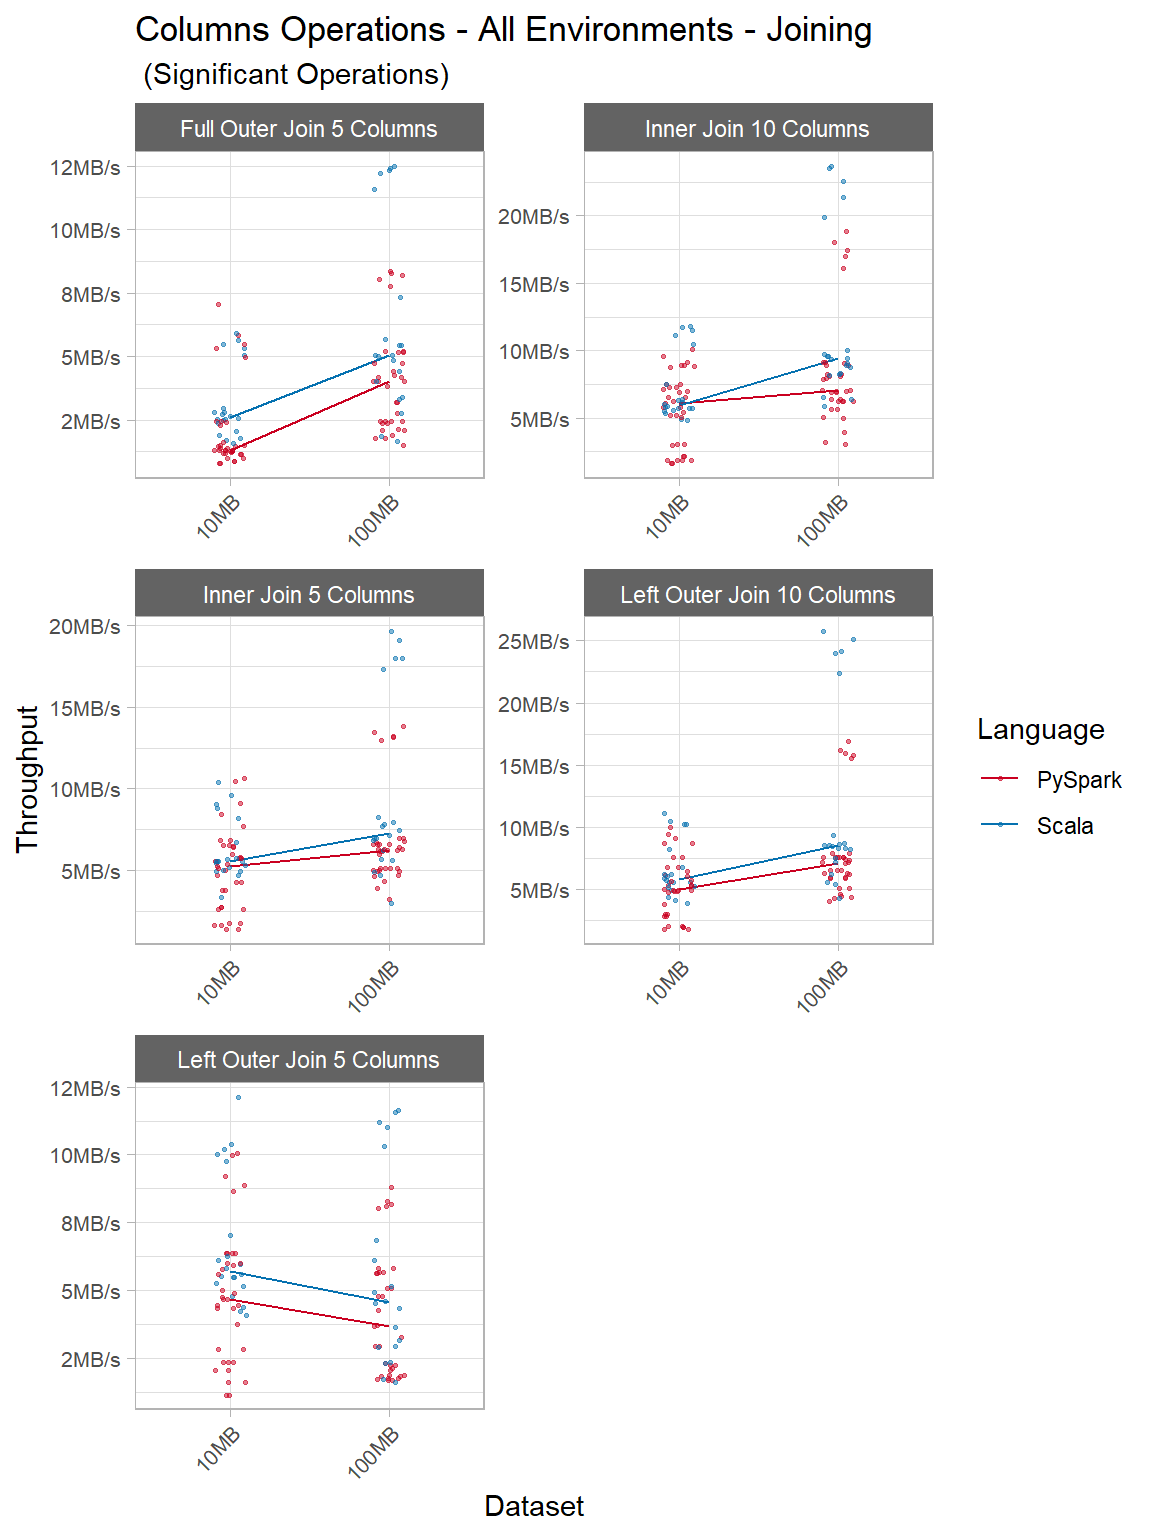 Columns Operations - All Environments - Joining
(Significant Operations)
Full Outer Join 5 Columns
12MB/s
10MB/s
8MB/s
5MB/s
2MB/s
10MB
100MB
Inner Join 10 Columns
20MB/s
15MB/s
10MB/s
5MB/s
10MB
100MB
Inner Join 5 Columns
20MB/s
15MB/s
10MB/s
5MB/s
10MB
100MB
Left Outer Join 10 Columns
25MB/s
20MB/s
15MB/s
10MB/s
5MB/s
10MB
100MB
Left Outer Join 5 Columns
12MB/s
10MB/s
8MB/s
5MB/s
2MB/s
10MB
100MB
Throughput
Dataset
Language
PySpark
Scala